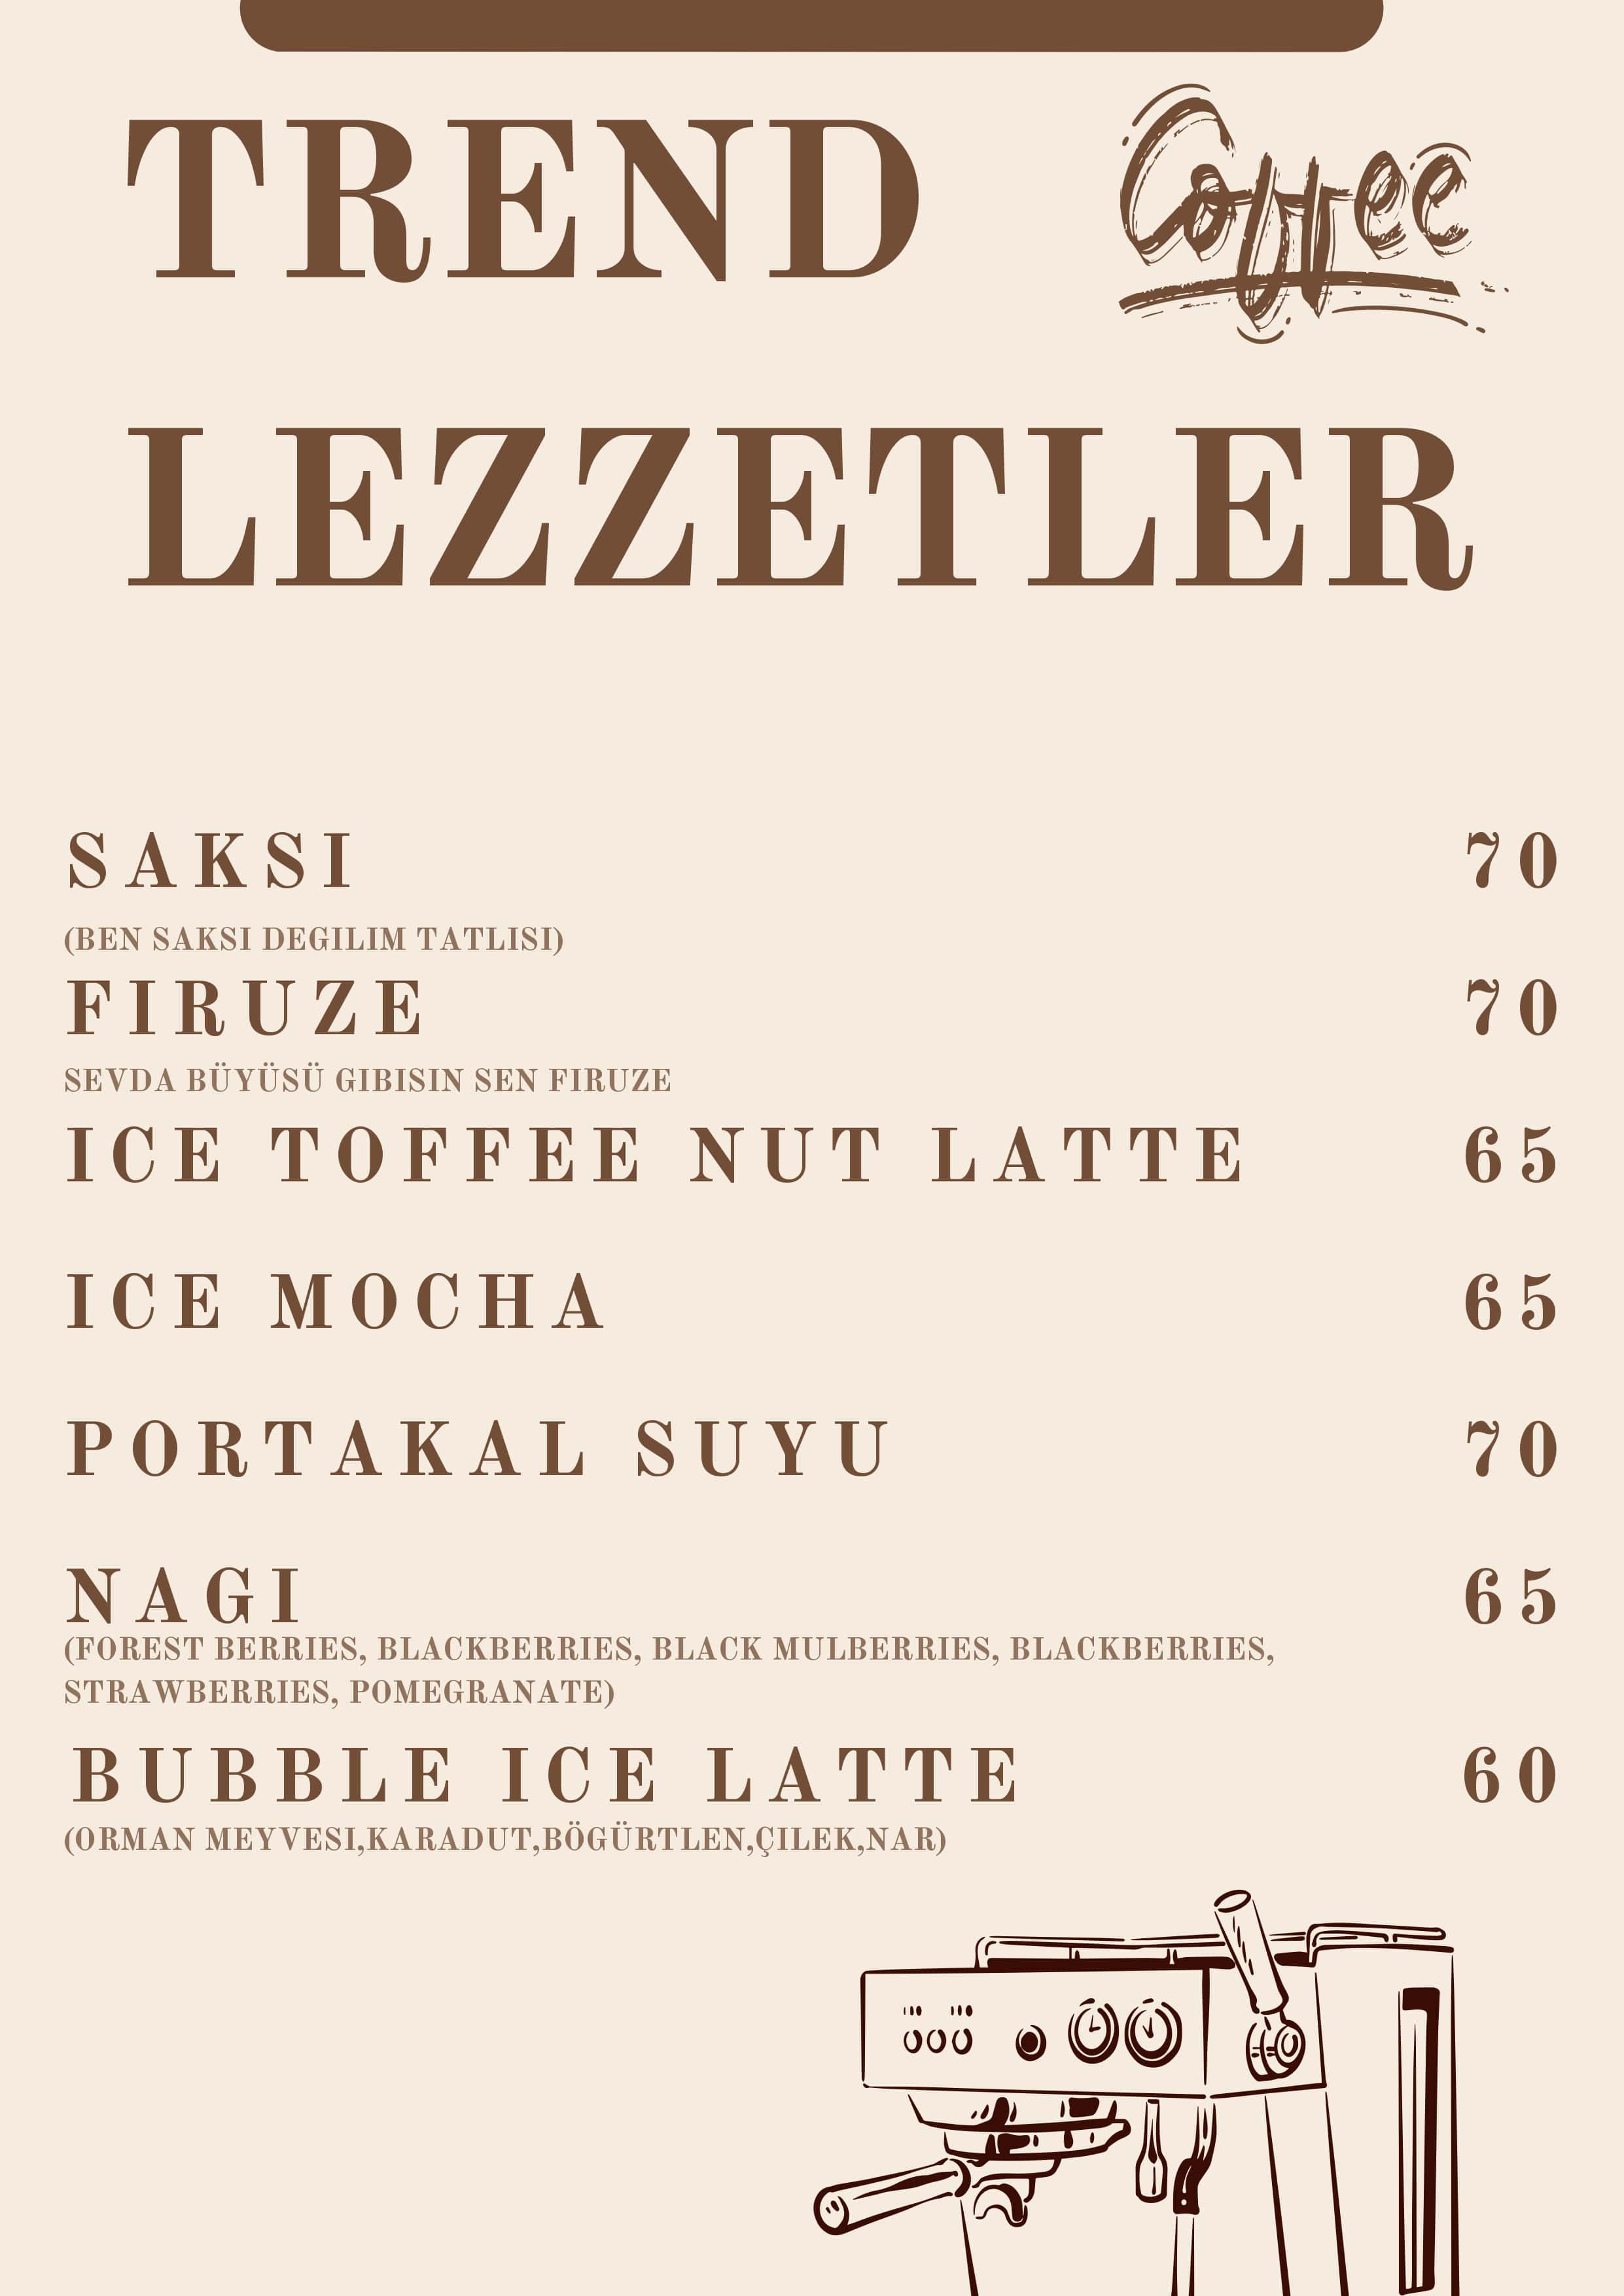 TREND
Coffee
LEZZETLER
SAKSI 70
(BEN SAKSI DEGILIM TATLISI)
FIRUZE 70
SEVDA BÜYÜSÜ GIBISIN SEN FIRUZE
ICE TOFFEE NUT LATTE 65
ICE MOCHA 65
PORTAKAL SUYU 70
NAGI 65
(FOREST BERRIES, BLACKBERRIES, BLACK MULBERRIES, BLACKBERRIES,
STRAWBERRIES, POMEGRANATE)
BUBBLE ICE LATTE 60
(ORMAN MEYVESI,KARADUT,BÖGÜRTLEN,ÇILEK,NAR)